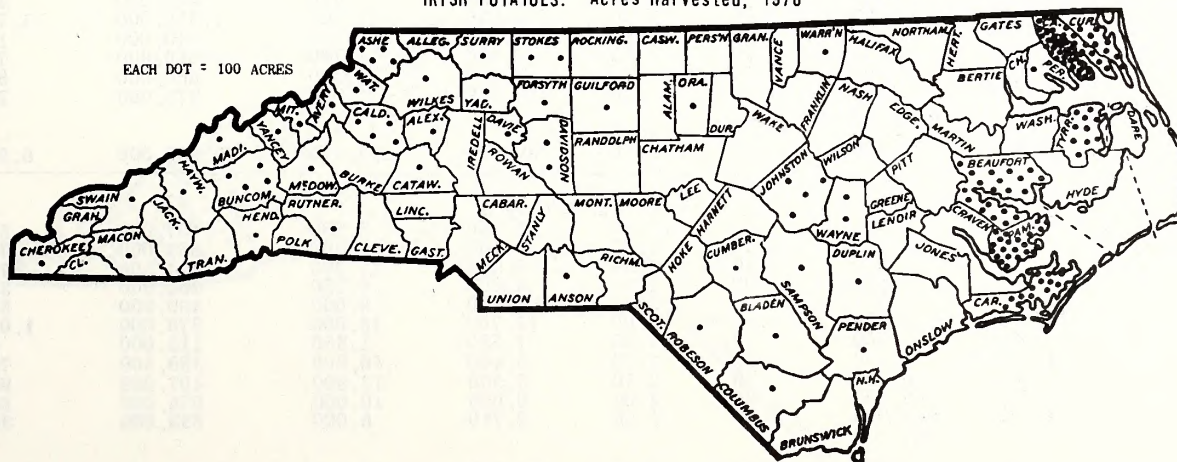 IRISH POTATOES: Acres Harvested, 1978
EACH DOT = 100 ACRES
ASHE ALLEG. SURRY STOKES ROCKING. CASW. PERS'N GRAN. VANCE WARR'N HALIFAX NORTHAM. HERT. GATES CUR.
WAT. WILKES YAD. FORSYTH GUILFORD ALAM. ORA. DUR. FRANKLIN NASH EDGE. BERTIE CH. PER.
MIT. AVERY CALD. ALEX. IREDELL DAVIE DAVIDSON RANDOLPH CHATHAM WAKE WILSON MARTIN WASH. TYR. DARE
MADI. YANCEY McDOW. BURKE CATAW. ROWAN JOHNSTON PITT BEAUFORT HYDE
SWAIN HAYW. BUNCOM. RUTHER. LINC. CABAR. STANLY MONT. MOORE LEE HARNETT WAYNE GREENE LENOIR CRAVEN PAM.
GRAH. JACK. HEND. POLK CLEVE. GAST. MECK RICHM. HOKE CUMBER. SAMPSON DUPLIN JONES CAR.
CHEROKEE CL. MACON TRAN. UNION ANSON SCOT. ROBESON BLADEN PENDER ONSLOW
COLUMBUS N.H.
BRUNSWICK